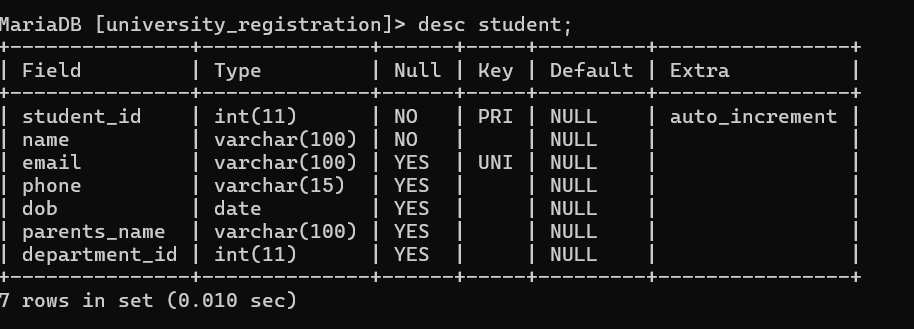 MariaDB [university_registration]> desc student;
+---------------+--------------+------+-----+---------+----------------+
| Field         | Type         | Null | Key | Default | Extra          |
+---------------+--------------+------+-----+---------+----------------+
| student_id    | int(11)      | NO   | PRI | NULL    | auto_increment |
| name          | varchar(100) | NO   |     | NULL    |                |
| email         | varchar(100) | YES  | UNI | NULL    |                |
| phone         | varchar(15)  | YES  |     | NULL    |                |
| dob           | date         | YES  |     | NULL    |                |
| parents_name  | varchar(100) | YES  |     | NULL    |                |
| department_id | int(11)      | YES  |     | NULL    |                |
+---------------+--------------+------+-----+---------+----------------+
7 rows in set (0.010 sec)